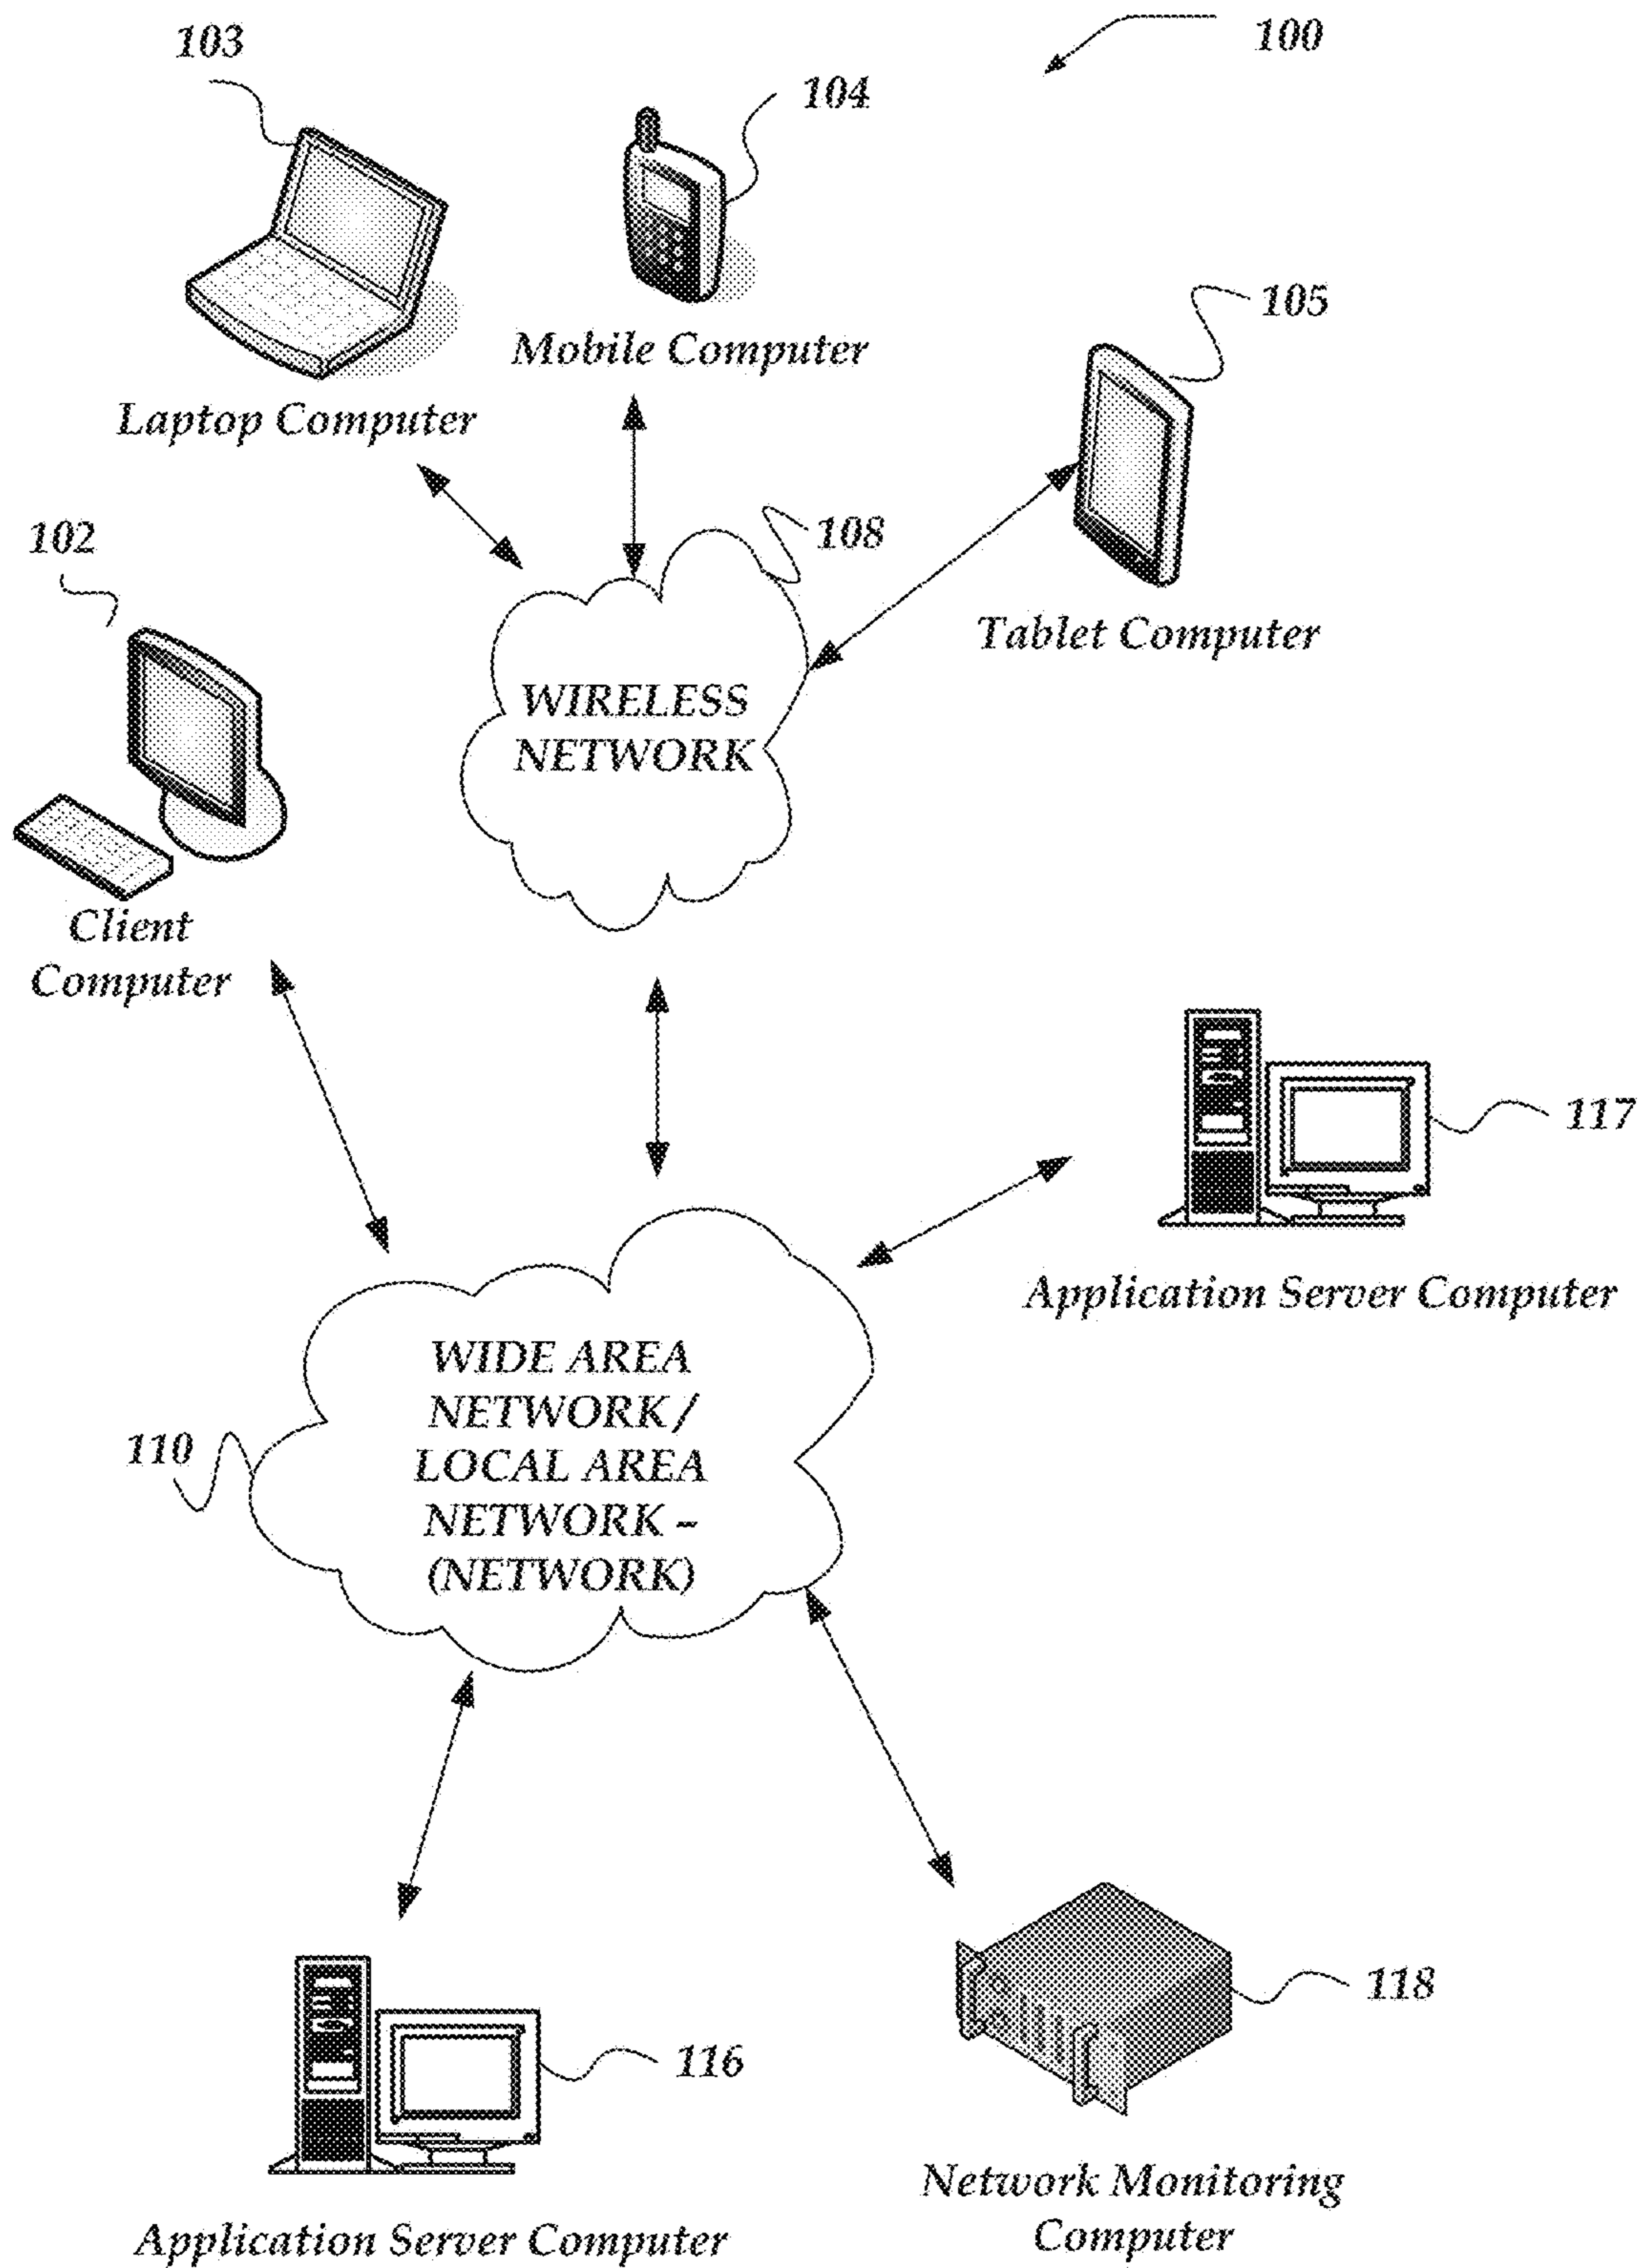 103
100
104
105
Mobile Computer
Laptop Computer
108
102
Tablet Computer
WIRELESS
NETWORK
Client
Computer
117
Application Server Computer
WIDE AREA
NETWORK /
LOCAL AREA
NETWORK –
(NETWORK)
110
118
116
Network Monitoring
Computer
Application Server Computer